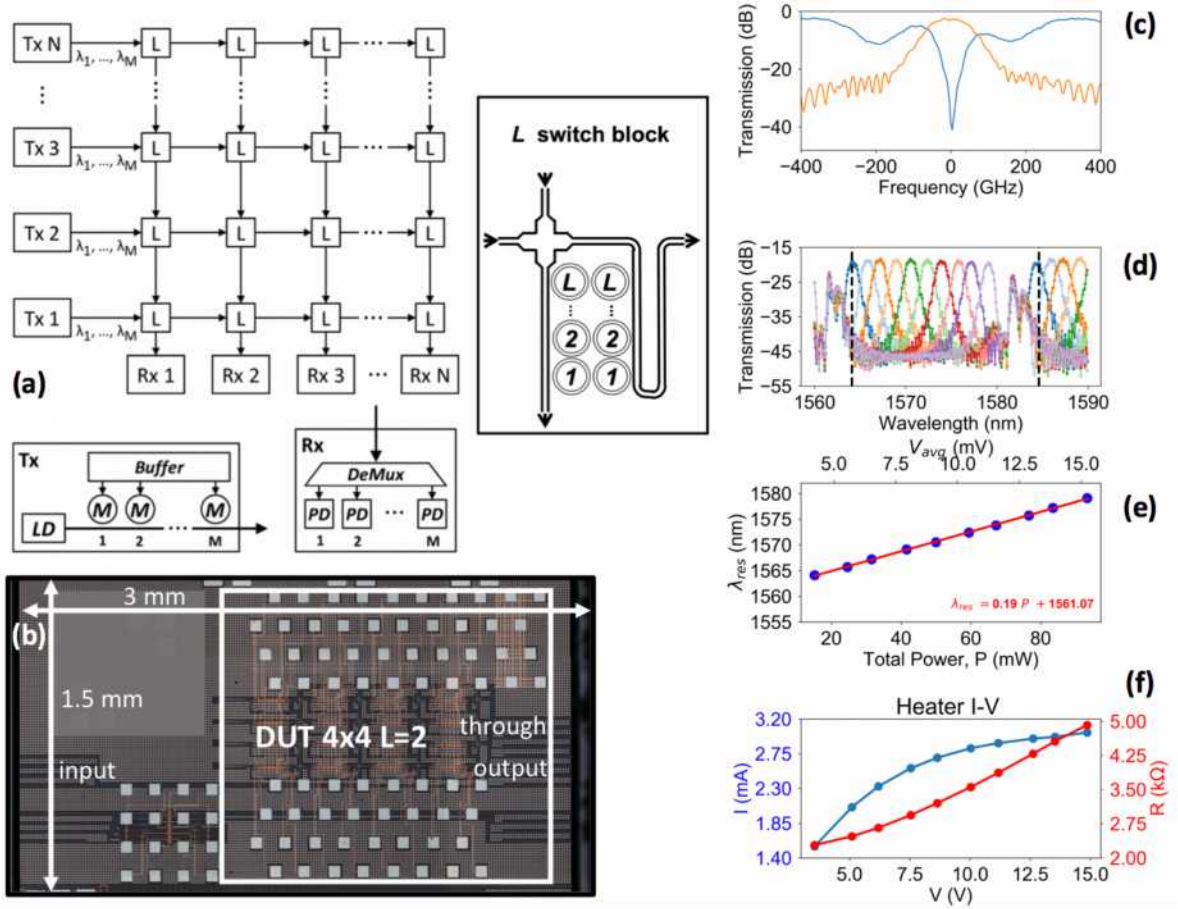 Tx N
λ₁, ..., λ_M
L L L ... L
⋮
Tx 3
λ₁, ..., λ_M
L L L ... L
Tx 2
λ₁, ..., λ_M
L L L ... L
Tx 1
λ₁, ..., λ_M
L L L ... L
Rx 1 Rx 2 Rx 3 ... Rx N
(a)
Tx
Buffer
M M M
LD ...
1 2 M
Rx
DeMux
PD PD ... PD
1 2 M
L switch block
L L
⋮ ⋮
2 2
1 1
(b)
3 mm
1.5 mm
input
DUT 4x4 L=2
through
output
(c)
Transmission (dB)
0
−20
−40
−400 −200 0 200 400
Frequency (GHz)
(d)
Transmission (dB)
−15
−25
−35
−45
−55
1560 1570 1580 1590
Wavelength (nm)
V_avg (mV)
5.0 7.5 10.0 12.5 15.0
(e)
λ_res (nm)
1580
1575
1570
1565
1560
1555
λ_res = 0.19 P + 1561.07
20 40 60 80
Total Power, P (mW)
(f)
Heater I-V
I (mA)
3.20
2.75
2.30
1.85
1.40
R (kΩ)
5.00
4.25
3.50
2.75
2.00
5.0 7.5 10.0 12.5 15.0
V (V)